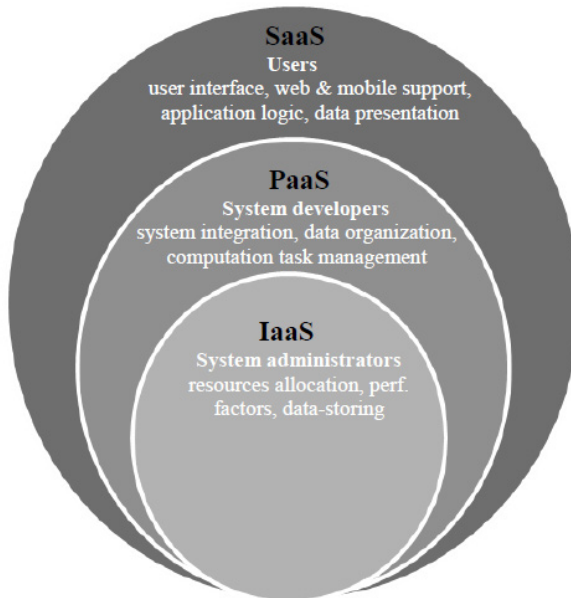 SaaS
Users
user interface, web & mobile support,
application logic, data presentation
PaaS
System developers
system integration, data organization,
computation task management
IaaS
System administrators
resources allocation, perf.
factors, data-storing